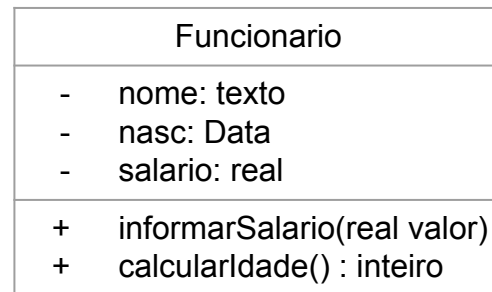 Funcionario
- nome: texto
- nasc: Data
- salario: real
+ informarSalario(real valor)
+ calcularIdade() : inteiro